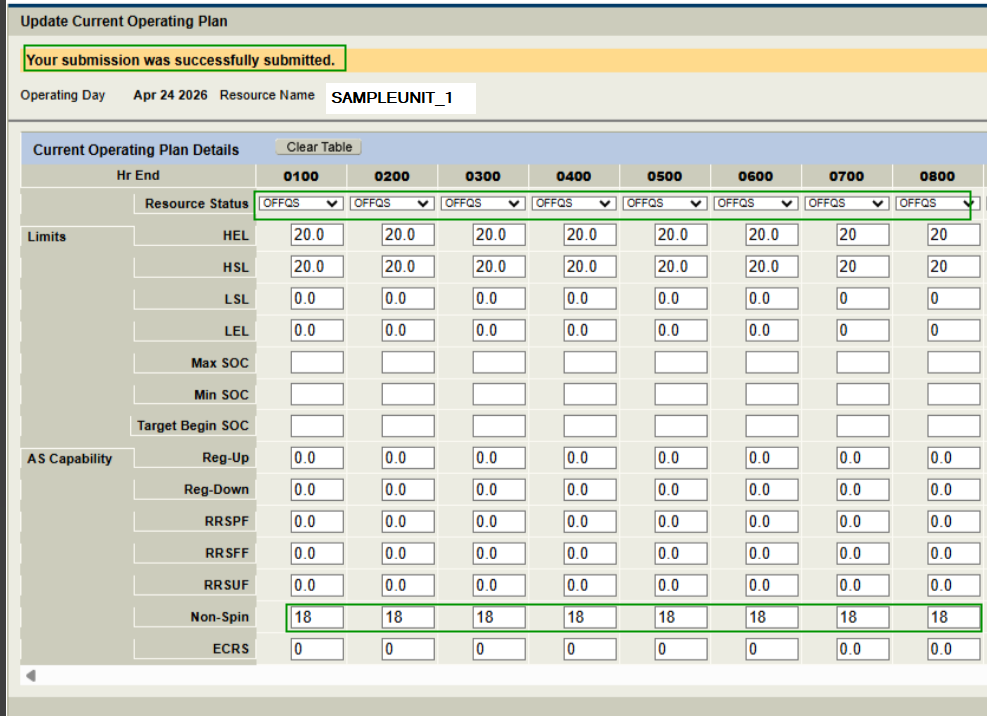 Update Current Operating Plan
Your submission was successfully submitted.
Operating Day Apr 24 2026 Resource Name SAMPLEUNIT_1
Current Operating Plan Details Clear Table
Hr End 0100 0200 0300 0400 0500 0600 0700 0800
Resource Status OFFQS OFFQS OFFQS OFFQS OFFQS OFFQS OFFQS OFFQS
Limits HEL 20.0 20.0 20.0 20.0 20.0 20.0 20 20
HSL 20.0 20.0 20.0 20.0 20.0 20.0 20 20
LSL 0.0 0.0 0.0 0.0 0.0 0.0 0 0
LEL 0.0 0.0 0.0 0.0 0.0 0.0 0 0
Max SOC
Min SOC
Target Begin SOC
AS Capability Reg-Up 0.0 0.0 0.0 0.0 0.0 0.0 0.0 0.0
Reg-Down 0.0 0.0 0.0 0.0 0.0 0.0 0.0 0.0
RRSPF 0.0 0.0 0.0 0.0 0.0 0.0 0.0 0.0
RRSFF 0.0 0.0 0.0 0.0 0.0 0.0 0.0 0.0
RRSUF 0.0 0.0 0.0 0.0 0.0 0.0 0.0 0.0
Non-Spin 18 18 18 18 18 18 18 18
ECRS 0 0 0 0 0 0 0.0 0.0